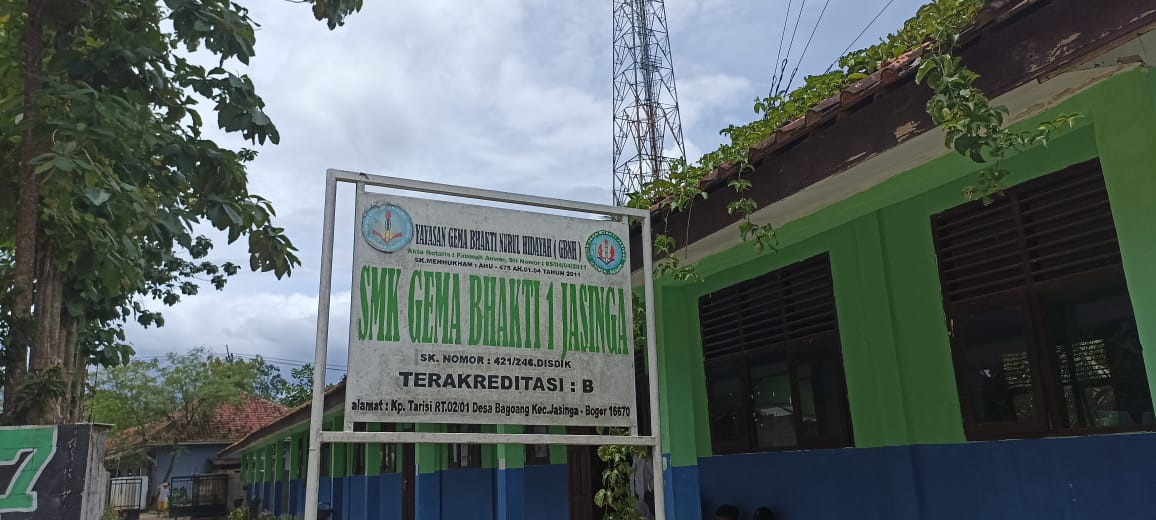 YAYASAN GEMA BHAKTI NURUL HIDAYAH ( GBNH )
Akte Notaris : Fatimah Anwar, SH Nomor : 05/04/04/2011
SK.MENHUKHAM : AHU - 475 AH.01.04 TAHUN 2011
SMK GEMA BHAKTI 1 JASINGA
SK. NOMOR : 421/246.DISDIK
TERAKREDITASI : B
alamat : Kp. Tarisi RT.02/01 Desa Bagoang Kec.Jasinga - Bogor 16670
7